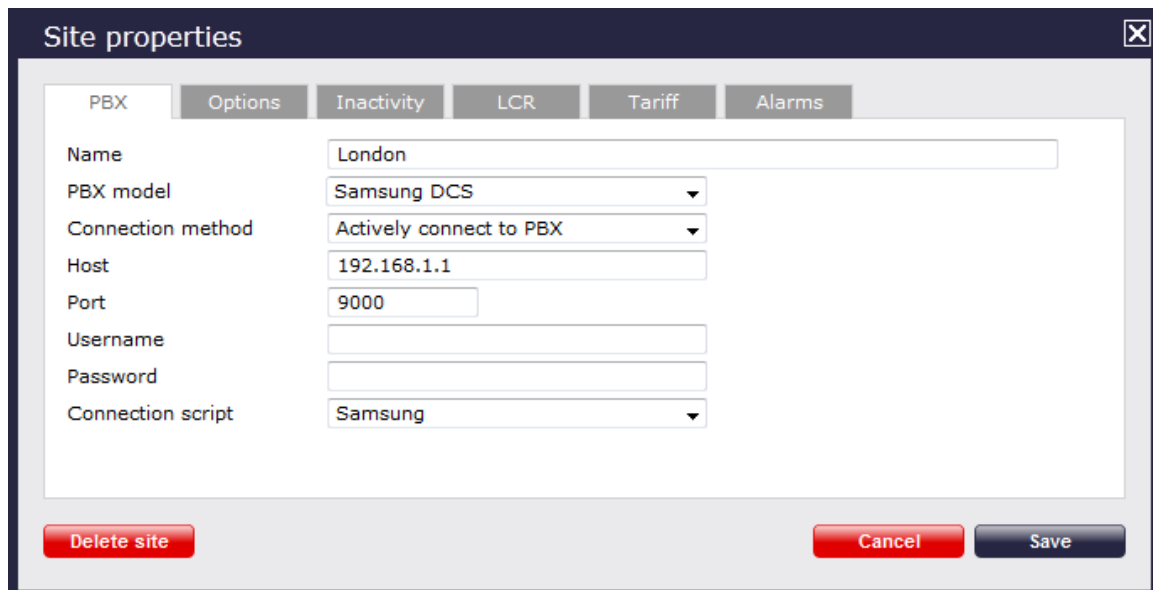 Site properties
PBX Options Inactivity LCR Tariff Alarms
Name London
PBX model Samsung DCS
Connection method Actively connect to PBX
Host 192.168.1.1
Port 9000
Username
Password
Connection script Samsung
Delete site Cancel Save